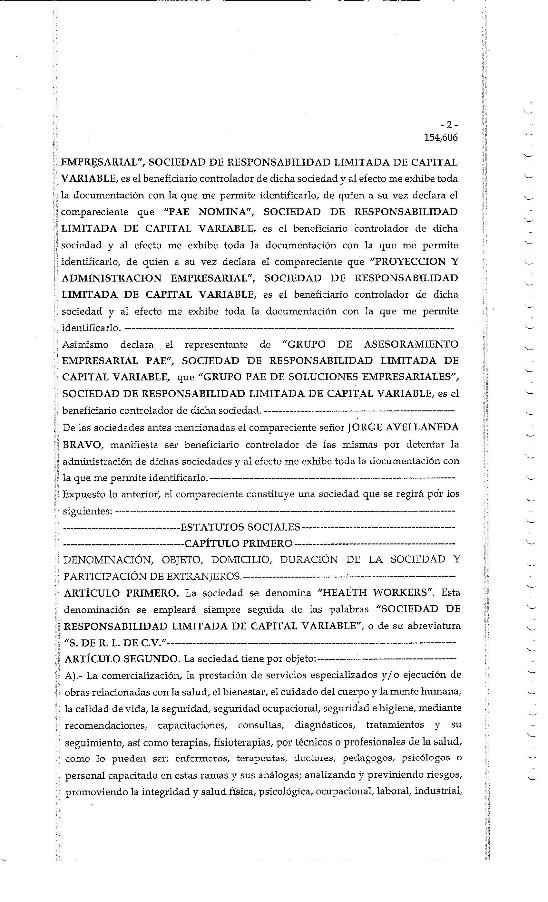 - 2 -
154,606
EMPRESARIAL", SOCIEDAD DE RESPONSABILIDAD LIMITADA DE CAPITAL
VARIABLE, es el beneficiario controlador de dicha sociedad y al efecto me exhibe toda
la documentación con la que me permite identificarlo, de quien a su vez declara el
compareciente que "PAE NOMINA", SOCIEDAD DE RESPONSABILIDAD
LIMITADA DE CAPITAL VARIABLE, es el beneficiario controlador de dicha
sociedad y al efecto me exhibe toda la documentación con la que me permite
identificarlo, de quien a su vez declara el compareciente que "PROYECCION Y
ADMINISTRACION EMPRESARIAL", SOCIEDAD DE RESPONSABILIDAD
LIMITADA DE CAPITAL VARIABLE, es el beneficiario controlador de dicha
sociedad y al efecto me exhibe toda la documentación con la que me permite
identificarlo. ------------------------------------------------------------
Asimismo declara el representante de "GRUPO DE ASESORAMIENTO
EMPRESARIAL PAE", SOCIEDAD DE RESPONSABILIDAD LIMITADA DE
CAPITAL VARIABLE, que "GRUPO PAE DE SOLUCIONES EMPRESARIALES",
SOCIEDAD DE RESPONSABILIDAD LIMITADA DE CAPITAL VARIABLE, es el
beneficiario controlador de dicha sociedad. -----------------------------------
De las sociedades antes mencionadas el compareciente señor JORGE AVELLANEDA
BRAVO, manifiesta ser beneficiario controlador de las mismas por detentar la
administración de dichas sociedades y al efecto me exhibe toda la documentación con
la que me permite identificarlo. ---------------------------------------------
Expuesto lo anterior, el compareciente constituye una sociedad que se regirá por los
siguientes: ------------------------------------------------------------
----------------------ESTATUTOS SOCIALES----------------------------
----------------------CAPÍTULO PRIMERO -----------------------------
DENOMINACIÓN, OBJETO, DOMICILIO, DURACIÓN DE LA SOCIEDAD Y
PARTICIPACIÓN DE EXTRANJEROS.---------------------------------------
ARTÍCULO PRIMERO. La sociedad se denomina "HEALTH WORKERS". Esta
denominación se empleará siempre seguida de las palabras "SOCIEDAD DE
RESPONSABILIDAD LIMITADA DE CAPITAL VARIABLE", o de su abreviatura
"S. DE R. L. DE C.V."-----------------------------------------------------
ARTÍCULO SEGUNDO. La sociedad tiene por objeto:-------------------------
A).- La comercialización, la prestación de servicios especializados y/o ejecución de
obras relacionadas con la salud, el bienestar, el cuidado del cuerpo y la mente humana,
la calidad de vida, la seguridad, seguridad ocupacional, seguridad e higiene, mediante
recomendaciones, capacitaciones, consultas, diagnósticos, tratamientos y su
seguimiento, así como terapias, fisioterapias, por técnicos o profesionales de la salud,
como lo pueden ser: enfermeros, terapeutas, doctores, pedagogos, psicólogos o
personal capacitado en estas ramas y sus análogas; analizando y previniendo riesgos,
promoviendo la integridad y salud física, psicológica, ocupacional, laboral, industrial,